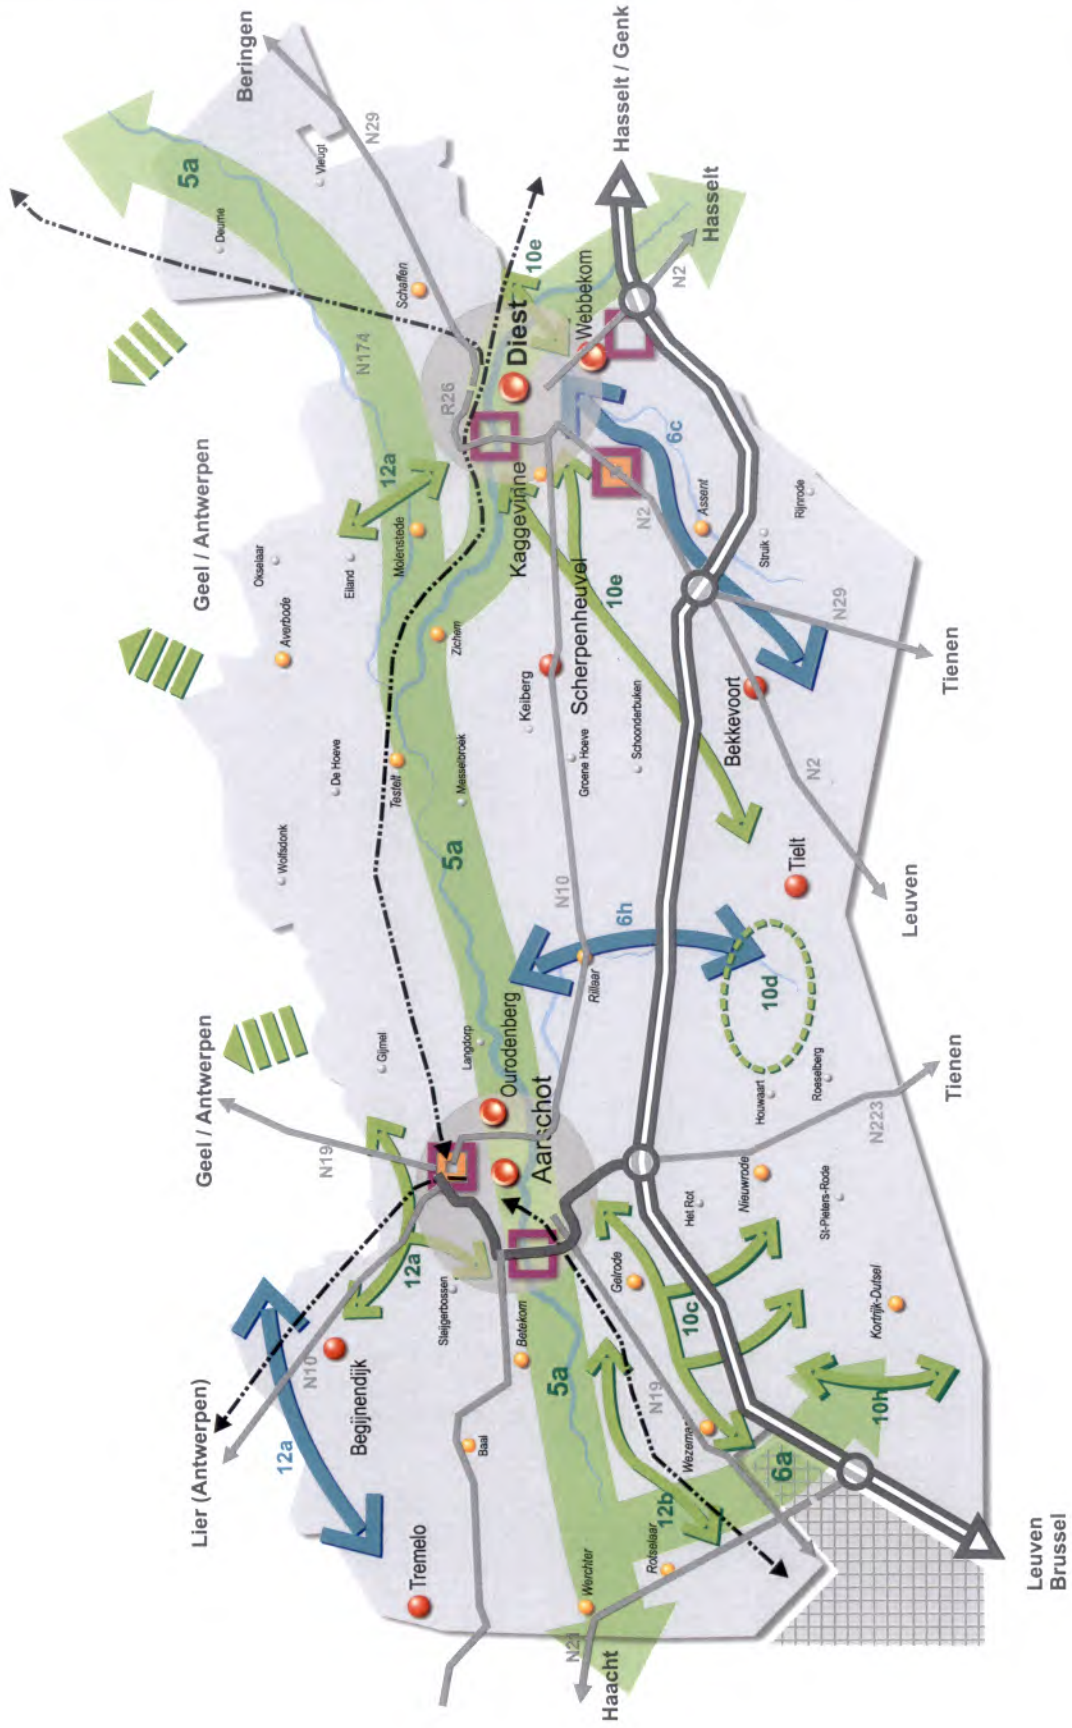 Lier (Antwerpen)
Geel / Antwerpen
Geel / Antwerpen
Beringen
5a
Deurne
12a
N10
N19
Wolfsdonk
Averbode
Okselaar
Vleugt
Begijnendijk
Gijmel
De Hoeve
Eiland
N174
N29
Tremelo
12a
Testelt
Molenstede
12a
Schaffen
Sleijgerbossen
Langdorp
5a
Messelbroek
Zichem
R26
Baal
Betekom
Ourodenberg
Keiberg
Kaggevinne
Diest
10e
Werchter
5a
Aarschot
N10
Groene Hoeve
Scherpenheuvel
Webbekom
N21
Haacht
Rotselaar
12b
N19
Gelrode
Rillaar
6h
Schoonderbuken
10e
N2
6c
N2
Hasselt
Hasselt / Genk
Wezemaal
10c
Het Rot
Assent
6a
Nieuwrode
Houwaart
10d
Tielt
Bekkevoort
Struik
Rijnrode
St-Pieters-Rode
Roeselberg
N2
N29
10h
Kortrijk-Dutsel
N223
Leuven
Tienen
Tienen
Leuven
Brussel